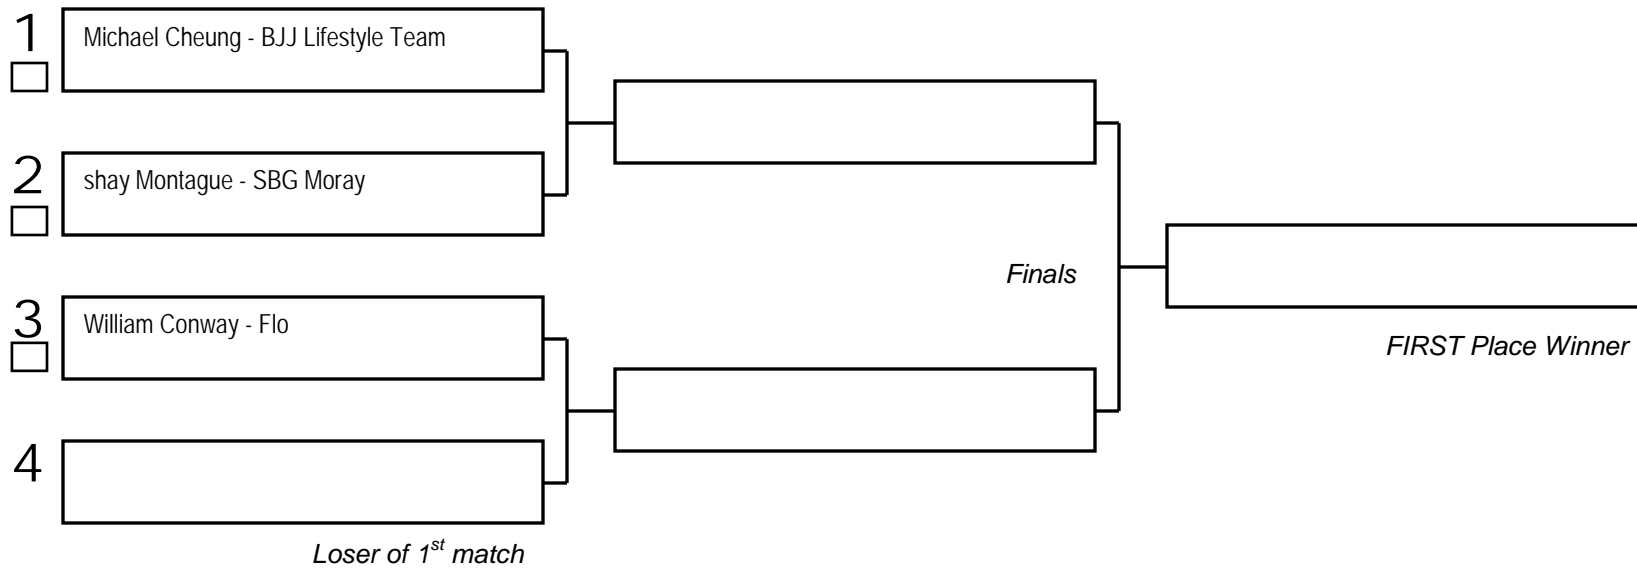 1
Michael Cheung - BJJ Lifestyle Team
2
shay Montague - SBG Moray
Finals
3
William Conway - Flo
FIRST Place Winner
4
Loser of 1st match